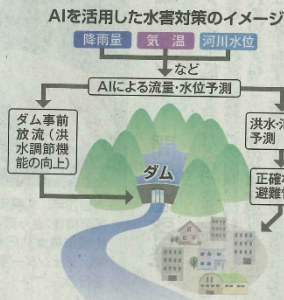 AIを活用した水害対策のイメージ
降雨量 気温 河川水位
など
AIによる流量・水位予測
ダム事前
放流(洪
水調節機
能の向上)
洪水・
予測
正確
避難
ダム